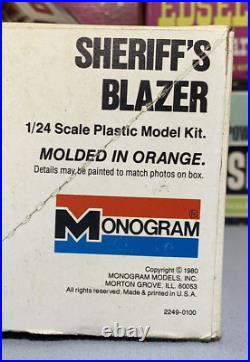 EDSEL
SHERIFF'S
BLAZER
1/24 Scale Plastic Model Kit.
MOLDED IN ORANGE.
Details may be painted to match photos on box.
MONOGRAM
Copyright © 1980
MONOGRAM MODELS, INC.
MORTON GROVE, ILL. 60053
All rights reserved. Made & printed in U.S.A.
2249-0100